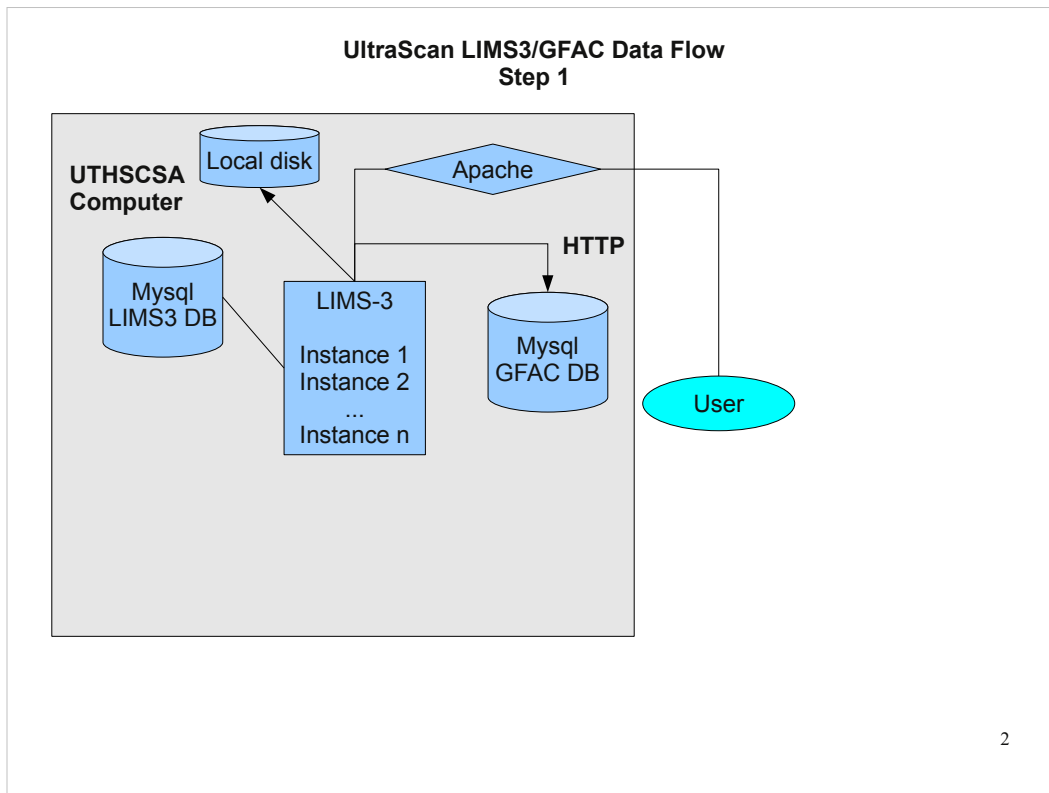 UltraScan LIMS3/GFAC Data Flow
Step 1
Local disk
Apache
UTHSCSA
Computer
HTTP
Mysql
LIMS3 DB
LIMS-3
Instance 1
Instance 2
...
Instance n
Mysql
GFAC DB
User
2